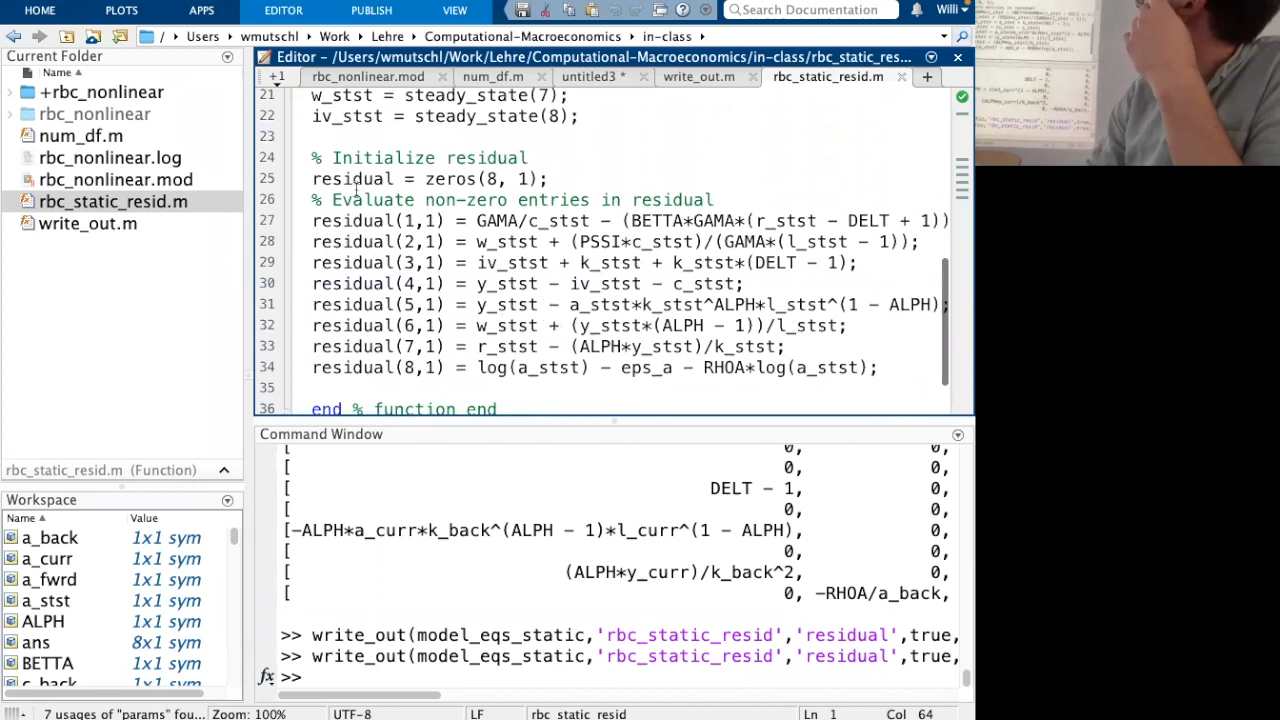 HOME PLOTS APPS EDITOR PUBLISH VIEW Search Documentation Willi
Users wmutschl Work Lehre Computational-Macroeconomics in-class
Current Folder
Name
+rbc_nonlinear
rbc_nonlinear
num_df.m
rbc_nonlinear.log
rbc_nonlinear.mod
rbc_static_resid.m
write_out.m
rbc_static_resid.m (Function)
Workspace
Name Value
a_back 1x1 sym
a_curr 1x1 sym
a_fwrd 1x1 sym
a_stst 1x1 sym
ALPH 1x1 sym
ans 8x1 sym
BETTA 1x1 sym
c_back 1x1 sym
Editor - /Users/wmutschl/Work/Lehre/Computational-Macroeconomics/in-class/rbc_static_res...
+1 rbc_nonlinear.mod num_df.m untitled3 * write_out.m rbc_static_resid.m
21 w_stst = steady_state(7);
22 iv_stst = steady_state(8);
23
24 % Initialize residual
25 residual = zeros(8, 1);
26 % Evaluate non-zero entries in residual
27 residual(1,1) = GAMA/c_stst - (BETTA*GAMA*(r_stst - DELT + 1))
28 residual(2,1) = w_stst + (PSSI*c_stst)/(GAMA*(l_stst - 1));
29 residual(3,1) = iv_stst + k_stst + k_stst*(DELT - 1);
30 residual(4,1) = y_stst - iv_stst - c_stst;
31 residual(5,1) = y_stst - a_stst*k_stst^ALPH*l_stst^(1 - ALPH);
32 residual(6,1) = w_stst + (y_stst*(ALPH - 1))/l_stst;
33 residual(7,1) = r_stst - (ALPH*y_stst)/k_stst;
34 residual(8,1) = log(a_stst) - eps_a - RHOA*log(a_stst);
35
36 end % function end
Command Window
[ 0, 0,
[ 0, 0,
[ DELT - 1, 0,
[ 0, 0,
[-ALPH*a_curr*k_back^(ALPH - 1)*l_curr^(1 - ALPH), 0,
[ 0, 0,
[ (ALPH*y_curr)/k_back^2, 0,
[ 0, -RHOA/a_back,
>> write_out(model_eqs_static,'rbc_static_resid','residual',true,
>> write_out(model_eqs_static,'rbc_static_resid','residual',true,
fx >>
7 usages of "params" fou... Zoom: 100% UTF-8 LF rbc_static_resid Ln 1 Col 64